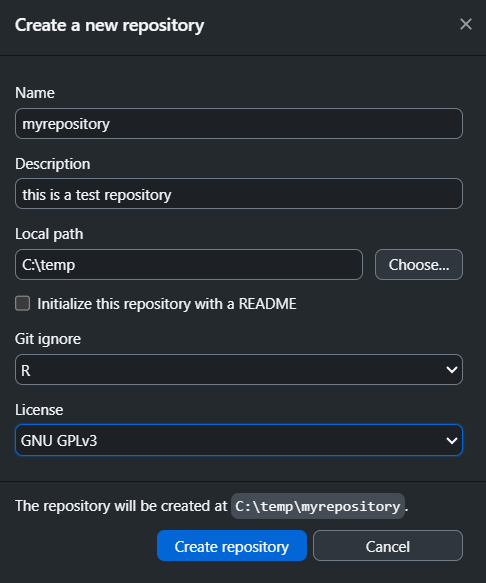 Create a new repository
Name
myrepository
Description
this is a test repository
Local path
C:\temp
Choose...
Initialize this repository with a README
Git ignore
R
License
GNU GPLv3
The repository will be created at C:\temp\myrepository.
Create repository
Cancel